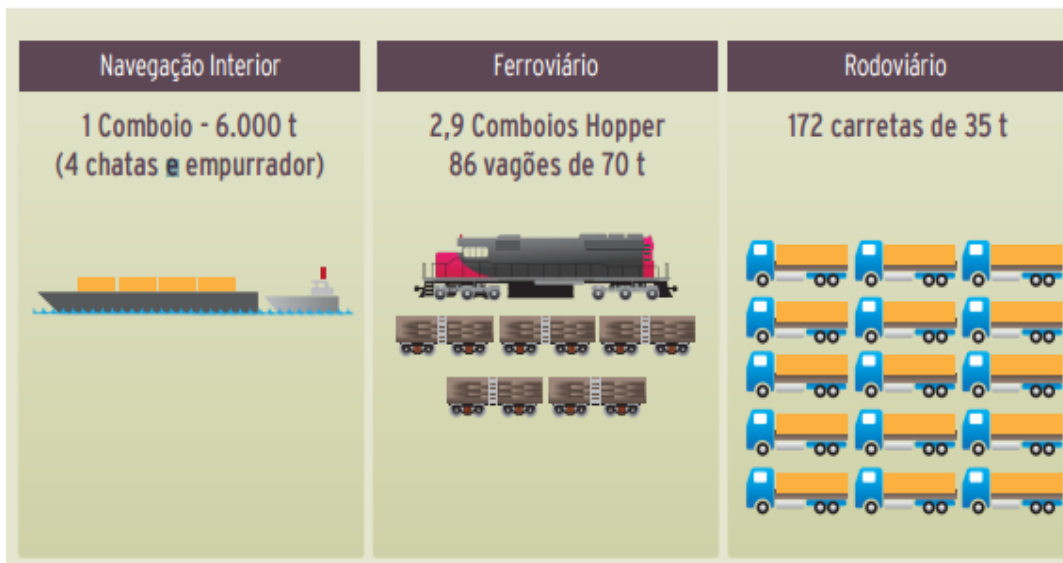 Navegação Interior
1 Comboio - 6.000 t
(4 chatas e empurrador)
Ferroviário
2,9 Comboios Hopper
86 vagões de 70 t
Rodoviário
172 carretas de 35 t